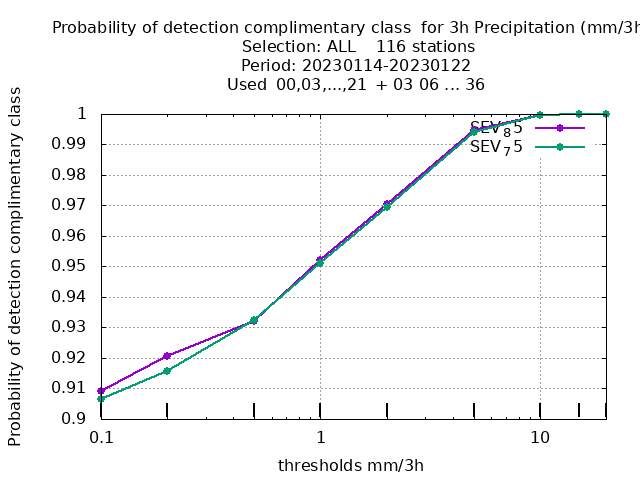 Probability of detection complimentary class for 3h Precipitation (mm/3h
Selection: ALL 116 stations
Period: 20230114-20230122
Used 00,03,...,21 + 03 06 ... 36
Probability of detection complimentary class
1
0.99
0.98
0.97
0.96
0.95
0.94
0.93
0.92
0.91
0.9
SEV85
SEV75
0.1
1
10
thresholds mm/3h